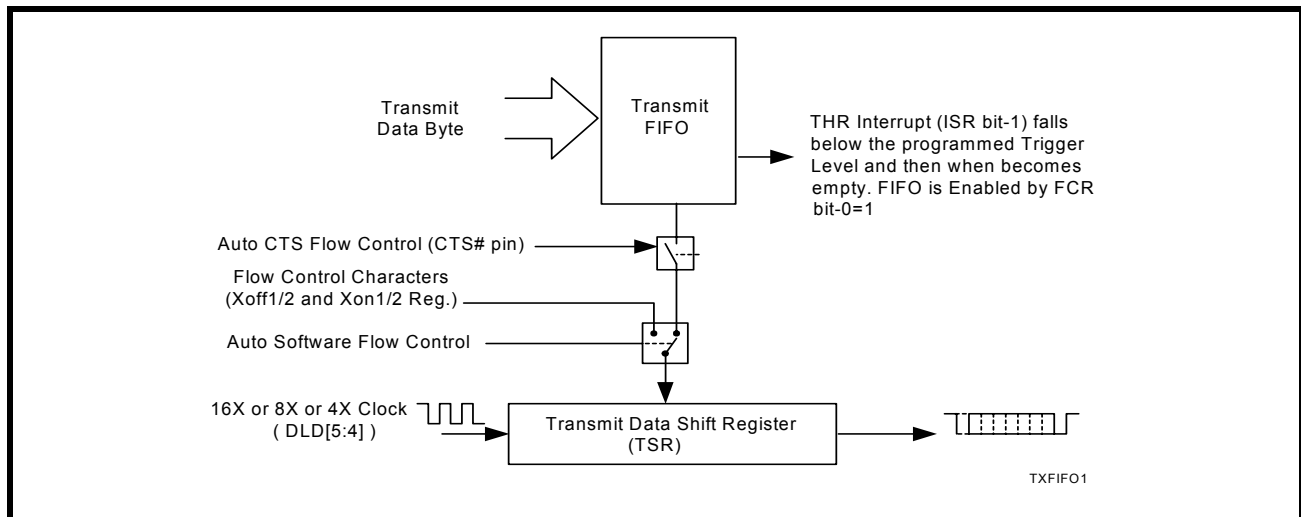 Transmit
Data Byte
Transmit
FIFO
THR Interrupt (ISR bit-1) falls
below the programmed Trigger
Level and then when becomes
empty. FIFO is Enabled by FCR
bit-0=1
Auto CTS Flow Control (CTS# pin)
Flow Control Characters
(Xoff1/2 and Xon1/2 Reg.)
Auto Software Flow Control
16X or 8X or 4X Clock
( DLD[5:4] )
Transmit Data Shift Register
(TSR)
TXFIFO1